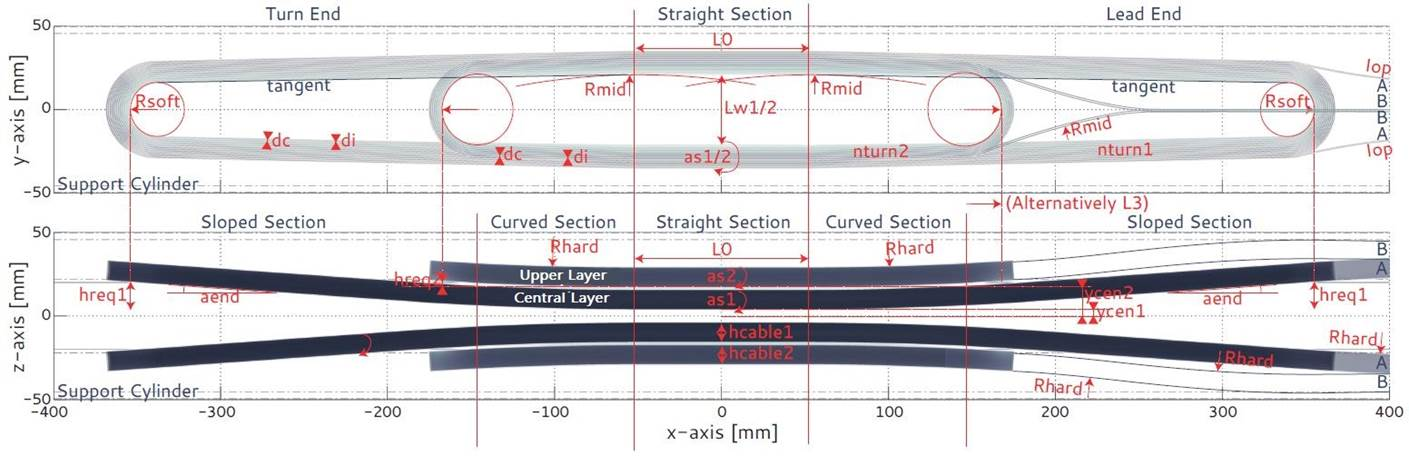 Turn End Straight Section Lead End
50
L0
lop
tangent tangent
A
Rsoft Rmid Rmid Rsoft
B
Lw1/2
0
B
Rmid
A
dc di
dc di as1/2 nturn2 nturn1
lop
Support Cylinder
−50
y-axis [mm]
(Alternatively L3)
Sloped Section Curved Section Straight Section Curved Section Sloped Section
50
Rhard L0 Rhard
B
Upper Layer as2
A
hreq2
hreq1 aend Central Layer as1 ycen2 aend hreq1
ycen1
0
hcable1
Rhard
hcable2 Rhard
A
Rhard
B
Support Cylinder
−50
z-axis [mm]
−400 −300 −200 −100 0 100 200 300 400
x-axis [mm]